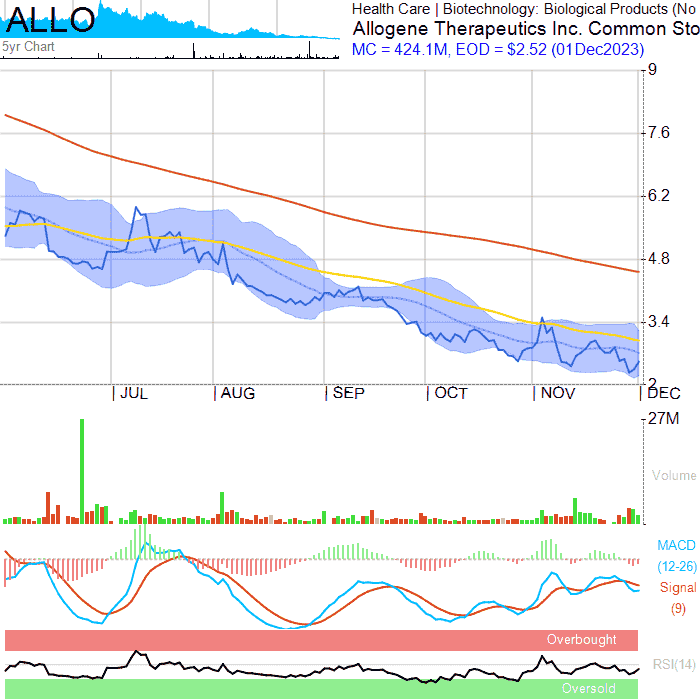 ALLO
5yr Chart
Health Care | Biotechnology: Biological Products (No
Allogene Therapeutics Inc. Common Sto
MC = 424.1M, EOD = $2.52 (01Dec2023)
9
7.6
6.2
4.8
3.4
2
| JUL | AUG | SEP | OCT | NOV | DEC
27M
Volume
MACD
(12-26)
Signal
(9)
Overbought
RSI(14)
Oversold